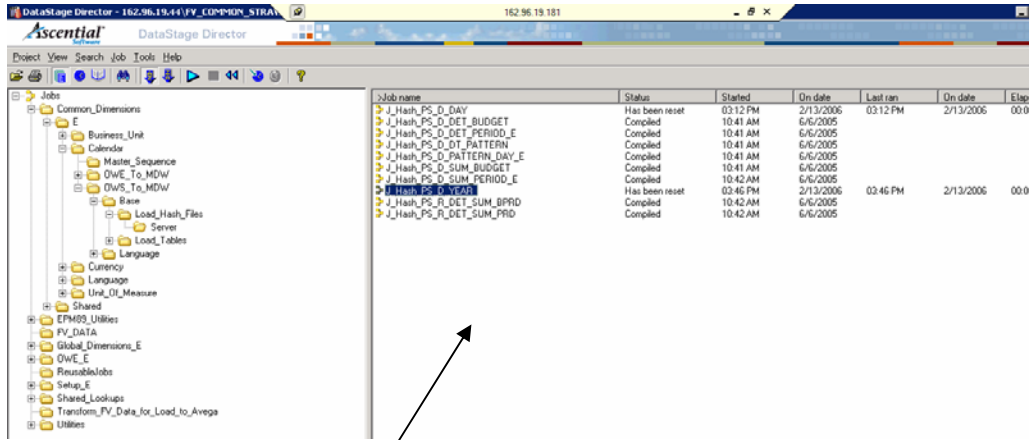 DataStage Director - 162.96.19.44\FV_COMMON_STRA
162.96.19.181
Ascential
Software
DataStage Director
Project View Search Job Tools Help
Jobs
Common_Dimensions
E
Business_Unit
Calendar
Master_Sequence
OWE_To_MDW
OWS_To_MDW
Base
Load_Hash_Files
Server
Load_Tables
Language
Currency
Language
Unit_Of_Measure
Shared
EPM89_Utilities
FV_DATA
Global_Dimensions_E
OWE_E
ReusableJobs
Setup_E
Shared_Lookups
Transform_FV_Data_for_Load_to_Avega
Utilities
>Job name Status Started On date Last ran On date Elap
J_Hash_PS_D_DAY Has been reset 03:12 PM 2/13/2006 03:12 PM 2/13/2006 00:0
J_Hash_PS_D_DET_BUDGET Compiled 10:41 AM 6/6/2005
J_Hash_PS_D_DET_PERIOD_E Compiled 10:41 AM 6/6/2005
J_Hash_PS_D_DT_PATTERN Compiled 10:41 AM 6/6/2005
J_Hash_PS_D_PATTERN_DAY_E Compiled 10:41 AM 6/6/2005
J_Hash_PS_D_SUM_BUDGET Compiled 10:41 AM 6/6/2005
J_Hash_PS_D_SUM_PERIOD_E Compiled 10:42 AM 6/6/2005
J_Hash_PS_D_YEAR Has been reset 03:46 PM 2/13/2006 03:46 PM 2/13/2006 00:0
J_Hash_PS_R_DET_SUM_BPRD Compiled 10:42 AM 6/6/2005
J_Hash_PS_R_DET_SUM_PRD Compiled 10:42 AM 6/6/2005